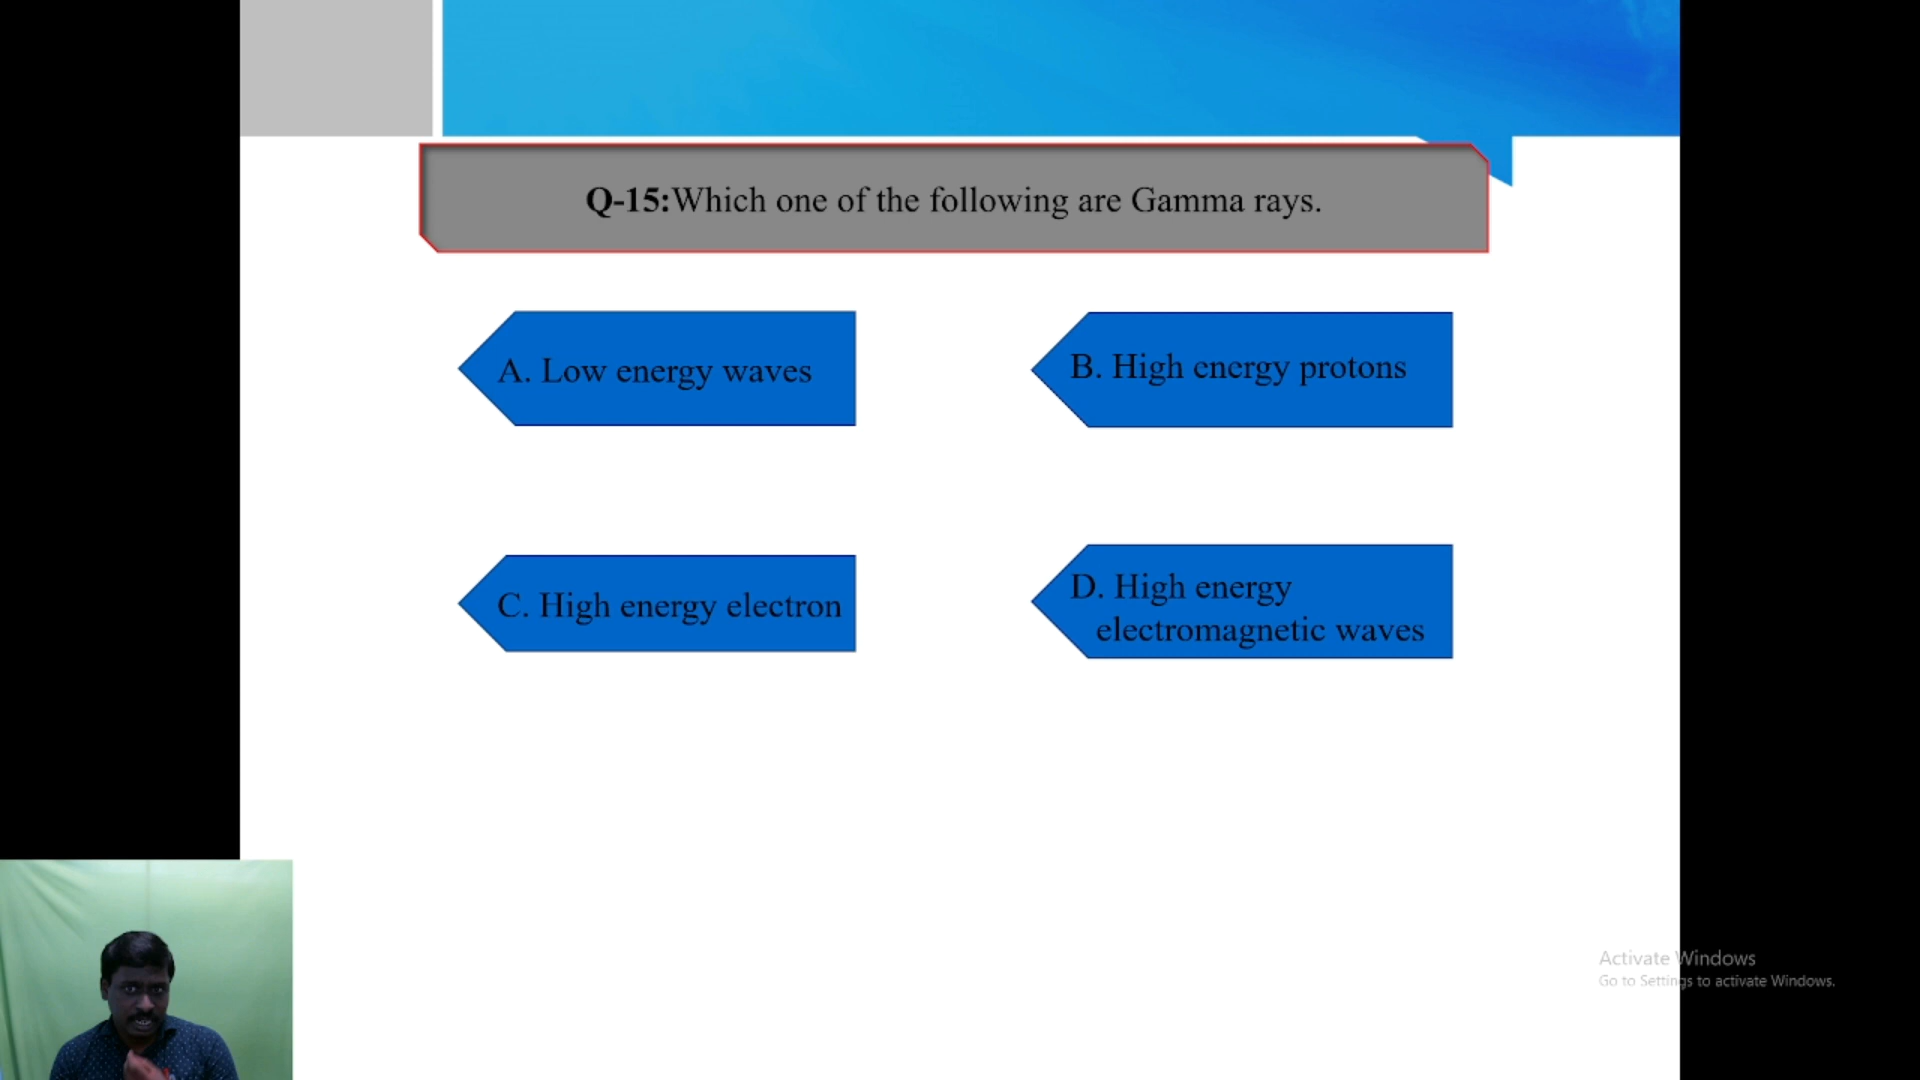 Q-15:Which one of the following are Gamma rays.
A. Low energy waves
B. High energy protons
C. High energy electron
D. High energy
electromagnetic waves
Activate Windows
Go to Settings to activate Windows.